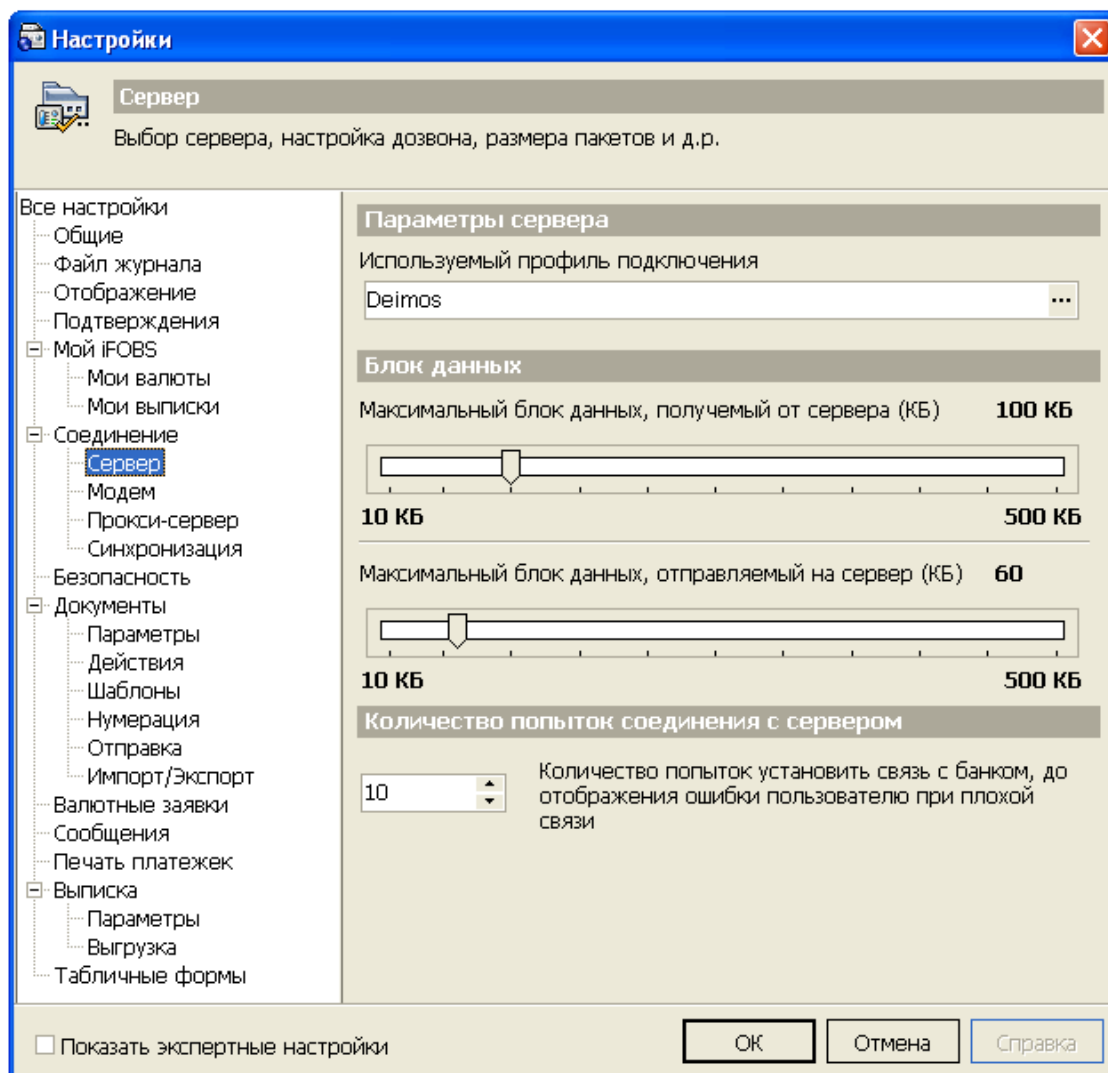 Настройки
Сервер
Выбор сервера, настройка дозвона, размера пакетов и д.р.
Все настройки
Общие
Файл журнала
Отображение
Подтверждения
Мой iFOBS
Мои валюты
Мои выписки
Соединение
Сервер
Модем
Прокси-сервер
Синхронизация
Безопасность
Документы
Параметры
Действия
Шаблоны
Нумерация
Отправка
Импорт/Экспорт
Валютные заявки
Сообщения
Печать платежек
Выписка
Параметры
Выгрузка
Табличные формы
Параметры сервера
Используемый профиль подключения
Deimos
...
Блок данных
Максимальный блок данных, получемый от сервера (КБ) 100 КБ
10 КБ 500 КБ
Максимальный блок данных, отправляемый на сервер (КБ) 60
10 КБ 500 КБ
Количество попыток соединения с сервером
10
Количество попыток установить связь с банком, до
отображения ошибки пользователю при плохой
связи
Показать экспертные настройки
ОК Отмена Справка